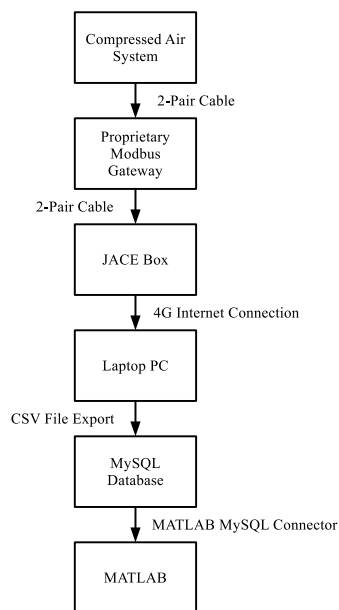 Compressed Air
System
2-Pair Cable
Proprietary
Modbus
Gateway
2-Pair Cable
JACE Box
4G Internet Connection
Laptop PC
CSV File Export
MySQL
Database
MATLAB MySQL Connector
MATLAB